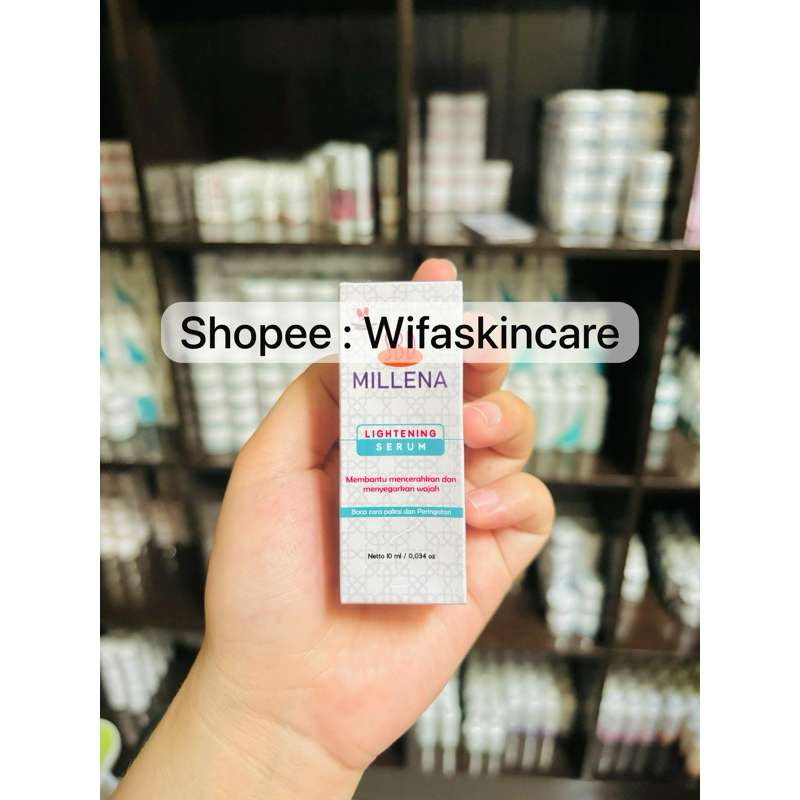 Shopee : Wifaskincare
MILLENA
LIGHTENING
SERUM
Membantu mencerahkan dan
menyegarkan wajah
Baca cara pakai dan Peringatan
Netto 10 ml / 0,034 oz